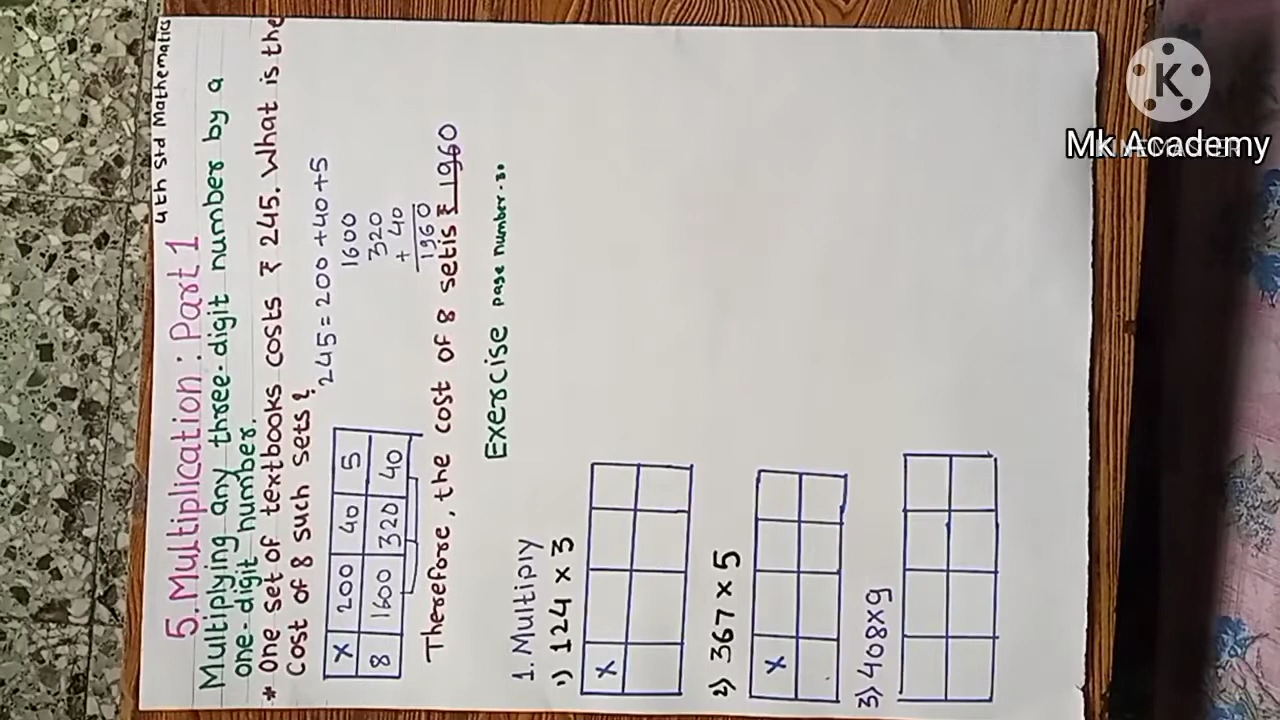 4th Std Mathematics
5. Multiplication : Part 1
Multiplying any three-digit number by a
one-digit number.
* One set of textbooks costs ₹ 245. What is the
Cost of 8 such sets?
245 = 200 + 40 + 5
x 200 40 5
8 1600 320 40
1600
320
+ 40
1960
Therefore, the cost of 8 set is ₹ 1960
Exercise page number. 30
1. Multiply
1) 124 x 3
x
2) 367 x 5
x
3) 408x9
K
Mk Academy